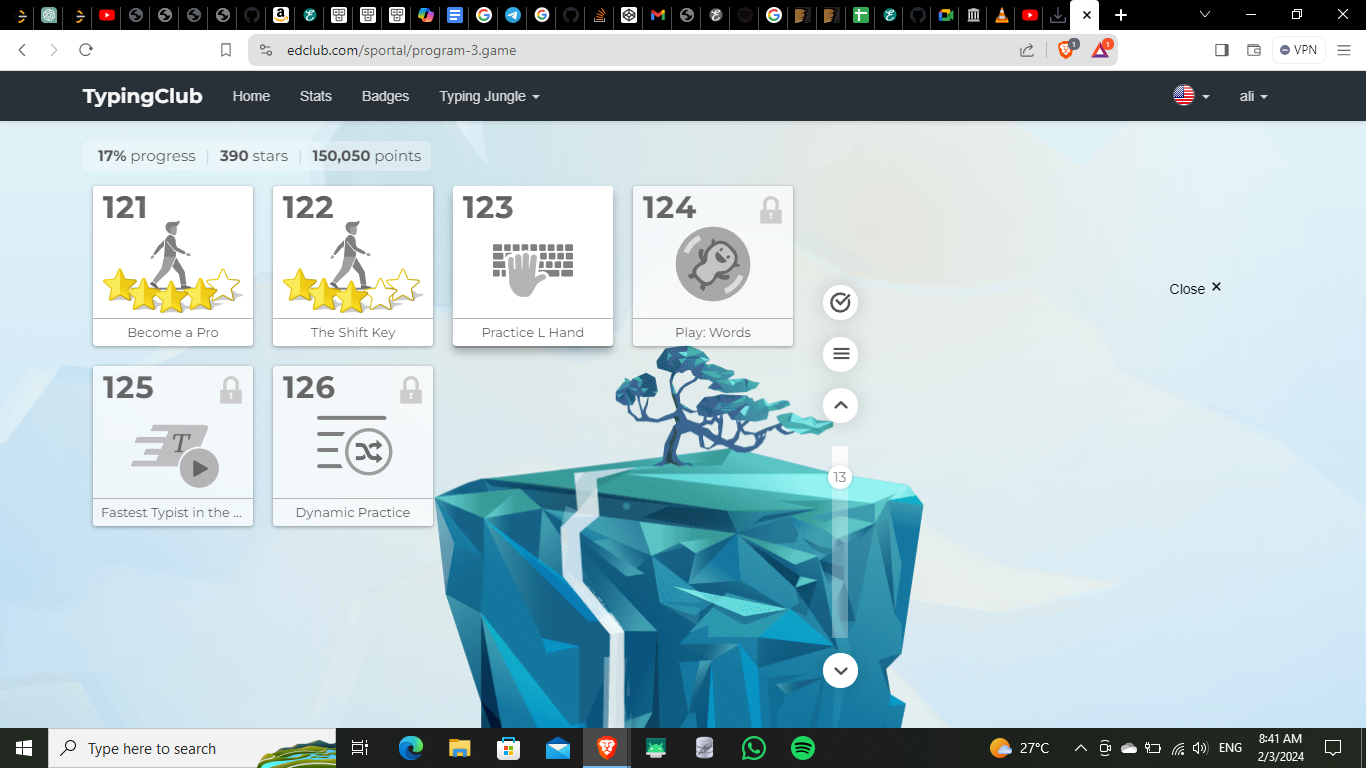 edclub.com/sportal/program-3.game
1
1
VPN
TypingClub Home Stats Badges Typing Jungle ali
17% progress | 390 stars | 150,050 points
121 122 123 124
Become a Pro The Shift Key Practice L Hand Play: Words
Close ×
125 126
T
13
Fastest Typist in the ... Dynamic Practice
Type here to search
27°C
ENG
8:41 AM
2/3/2024